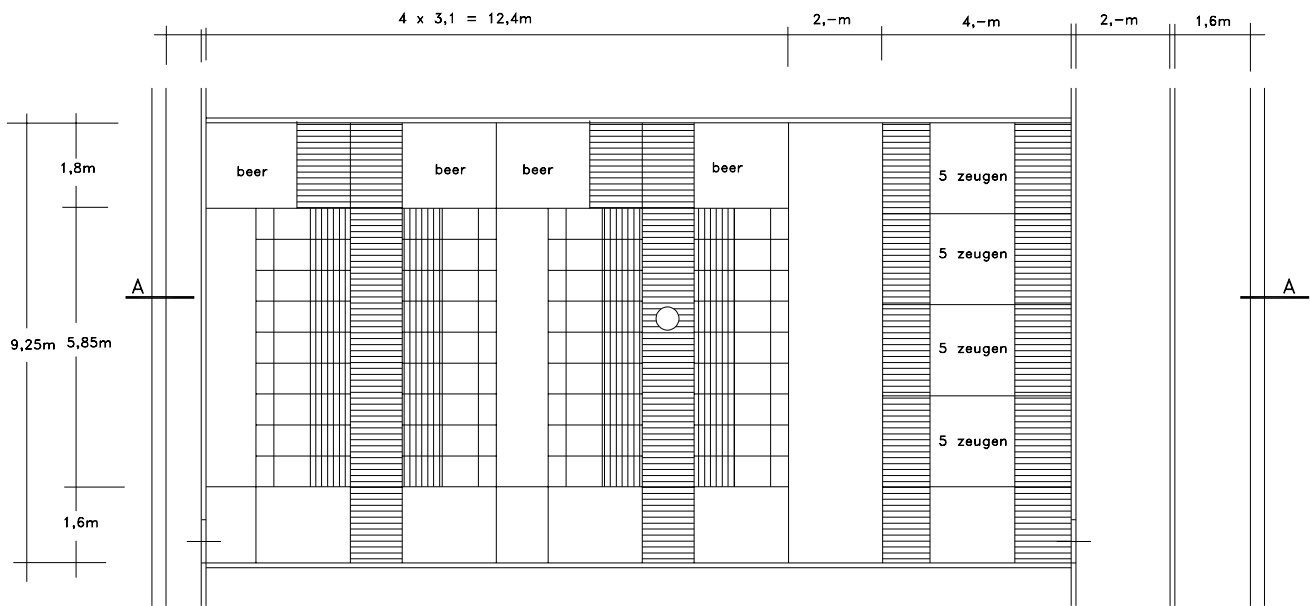 4 x 3,1 = 12,4m 2,-m 4,-m 2,-m 1,6m
1,8m
beer beer beer beer 5 zeugen
5 zeugen
A A
9,25m 5,85m 5 zeugen
5 zeugen
1,6m